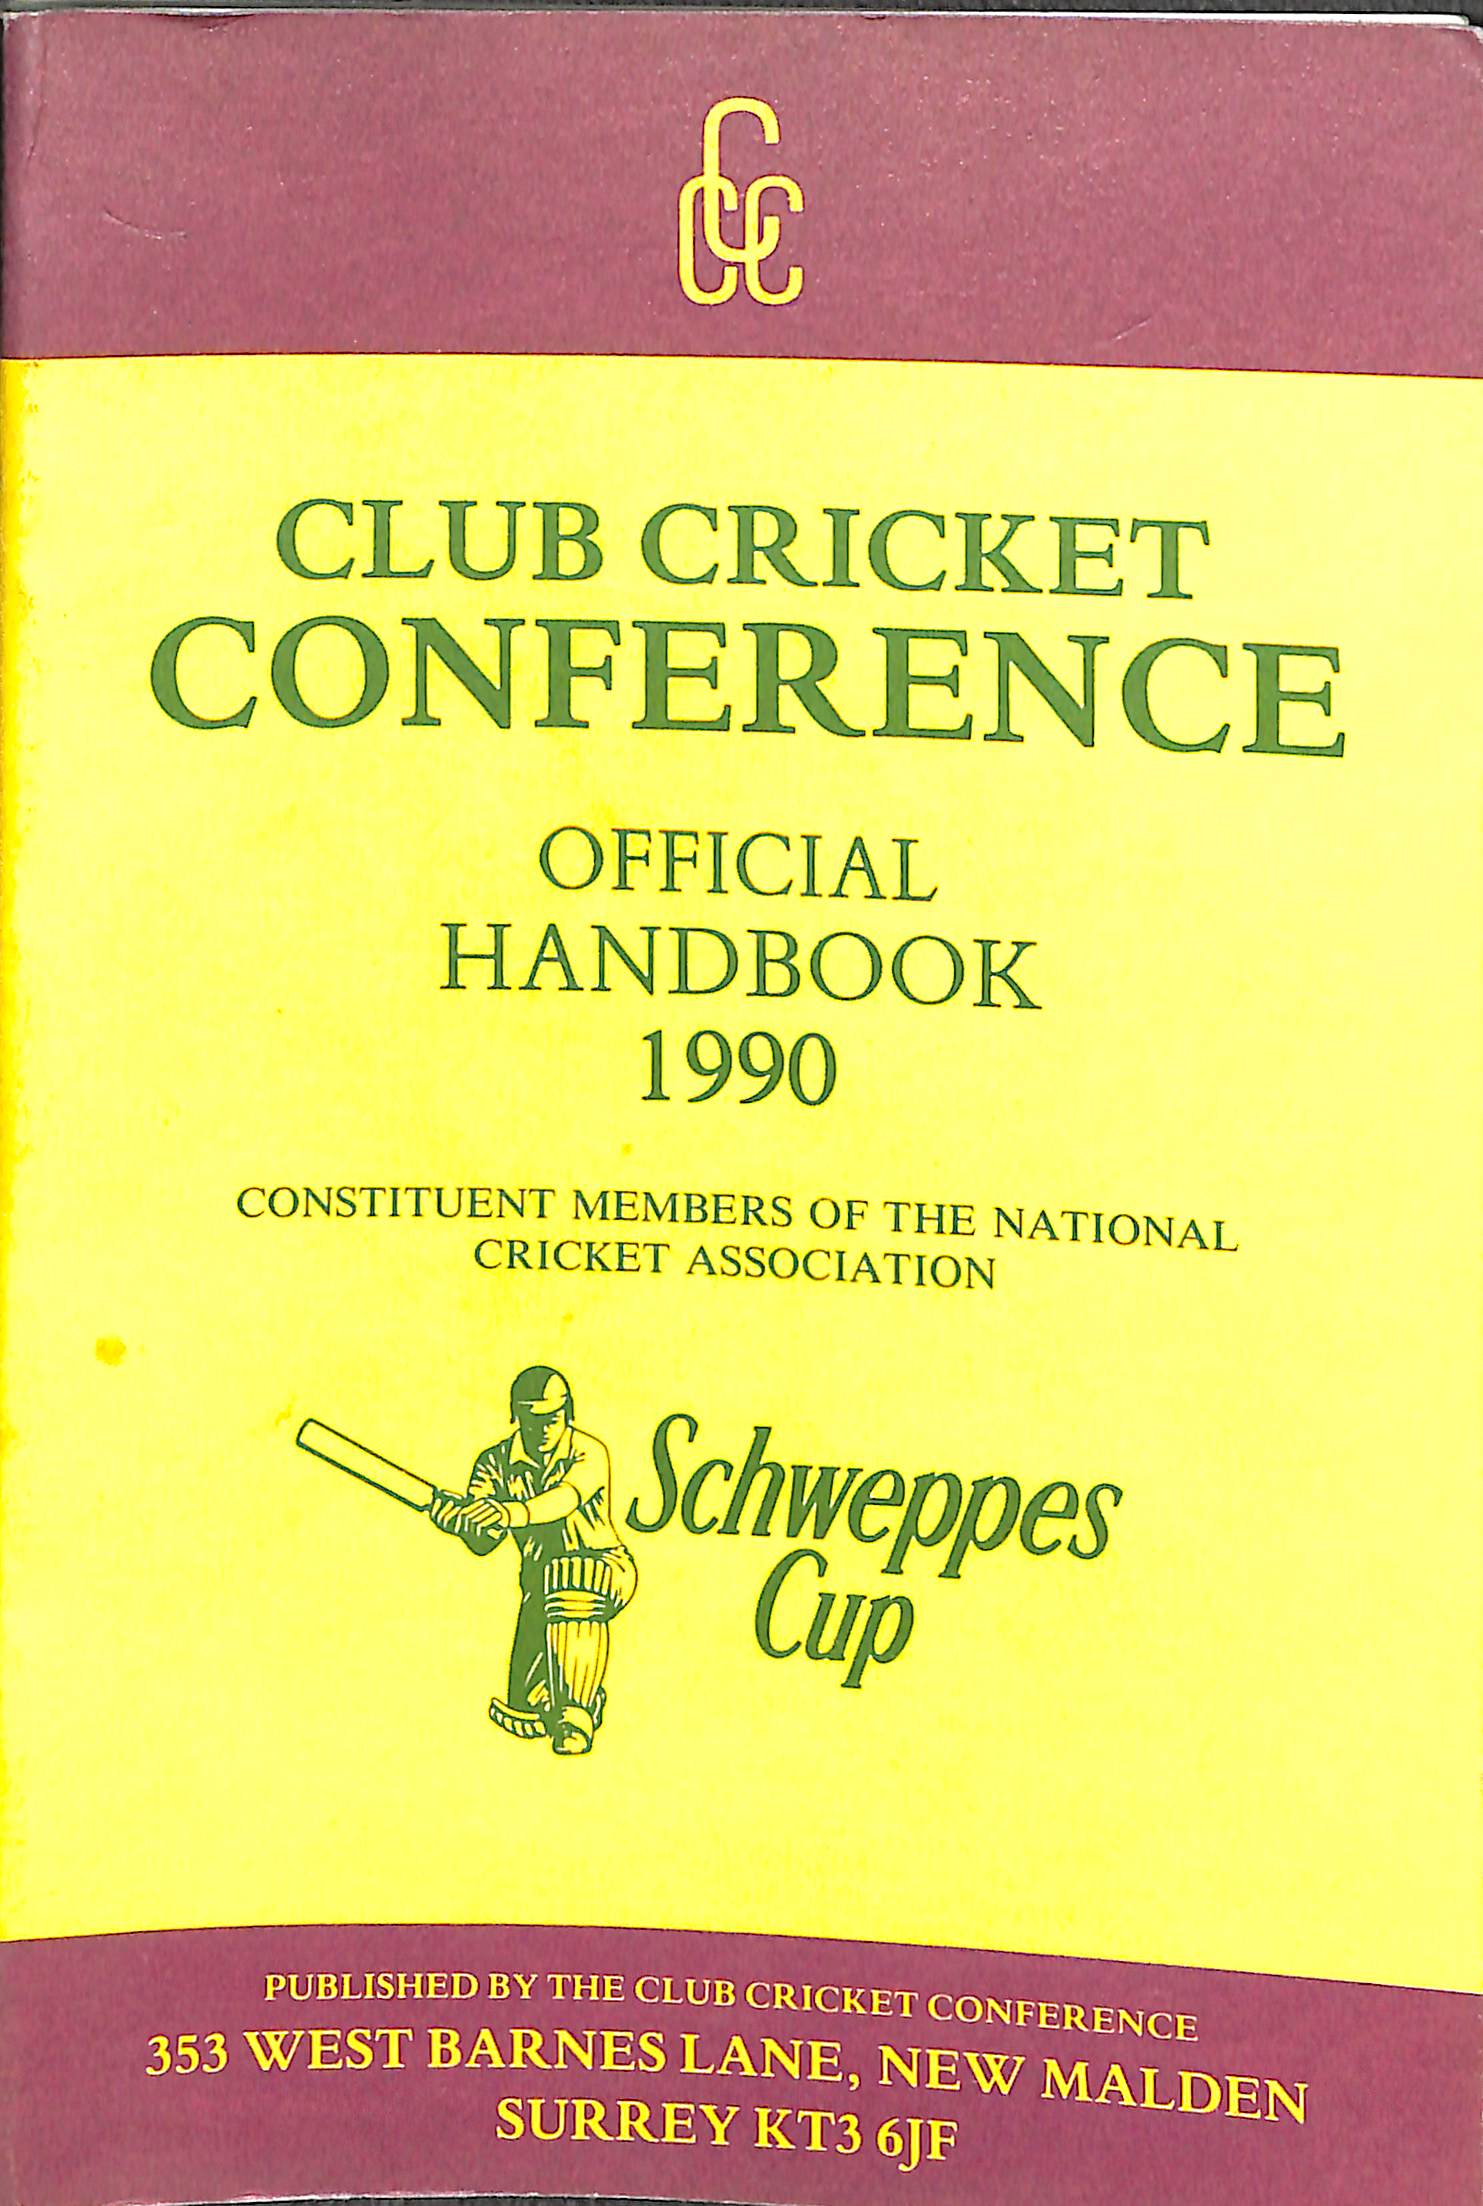 CCC
CLUB CRICKET
CONFERENCE
OFFICIAL
HANDBOOK
1990
CONSTITUENT MEMBERS OF THE NATIONAL
CRICKET ASSOCIATION
Schweppes
Cup
PUBLISHED BY THE CLUB CRICKET CONFERENCE
353 WEST BARNES LANE, NEW MALDEN
SURREY KT3 6JF